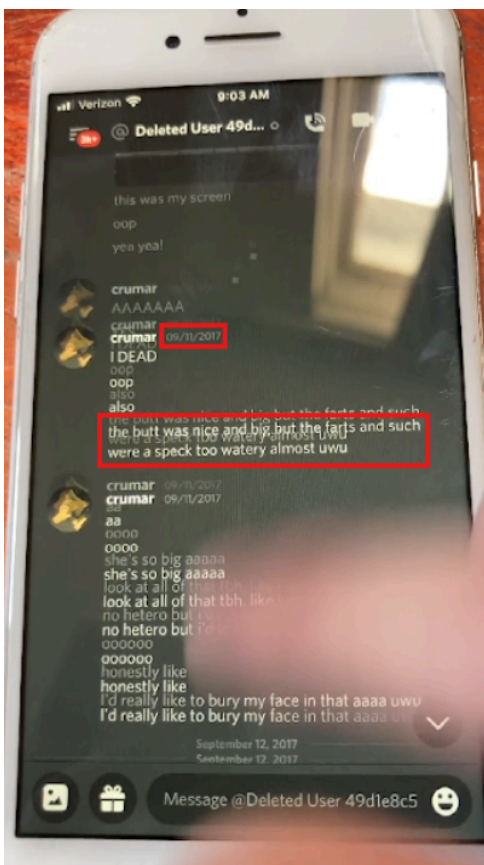 Verizon
9:03 AM
9k+
@ Deleted User 49d...
this was my screen
oop
yea yea!
crumar
AAAAAAA
crumar 09/11/2017
I DEAD
oop
also
the butt was nice and big but the farts and such
were a speck too watery almost uwu
crumar 09/11/2017
aa
oooo
she's so big aaaaa
look at all of that tbh. like
no hetero but i'd
oooooo
honestly like
I'd really like to bury my face in that aaaa uwu
September 12, 2017
Message @Deleted User 49d1e8c5